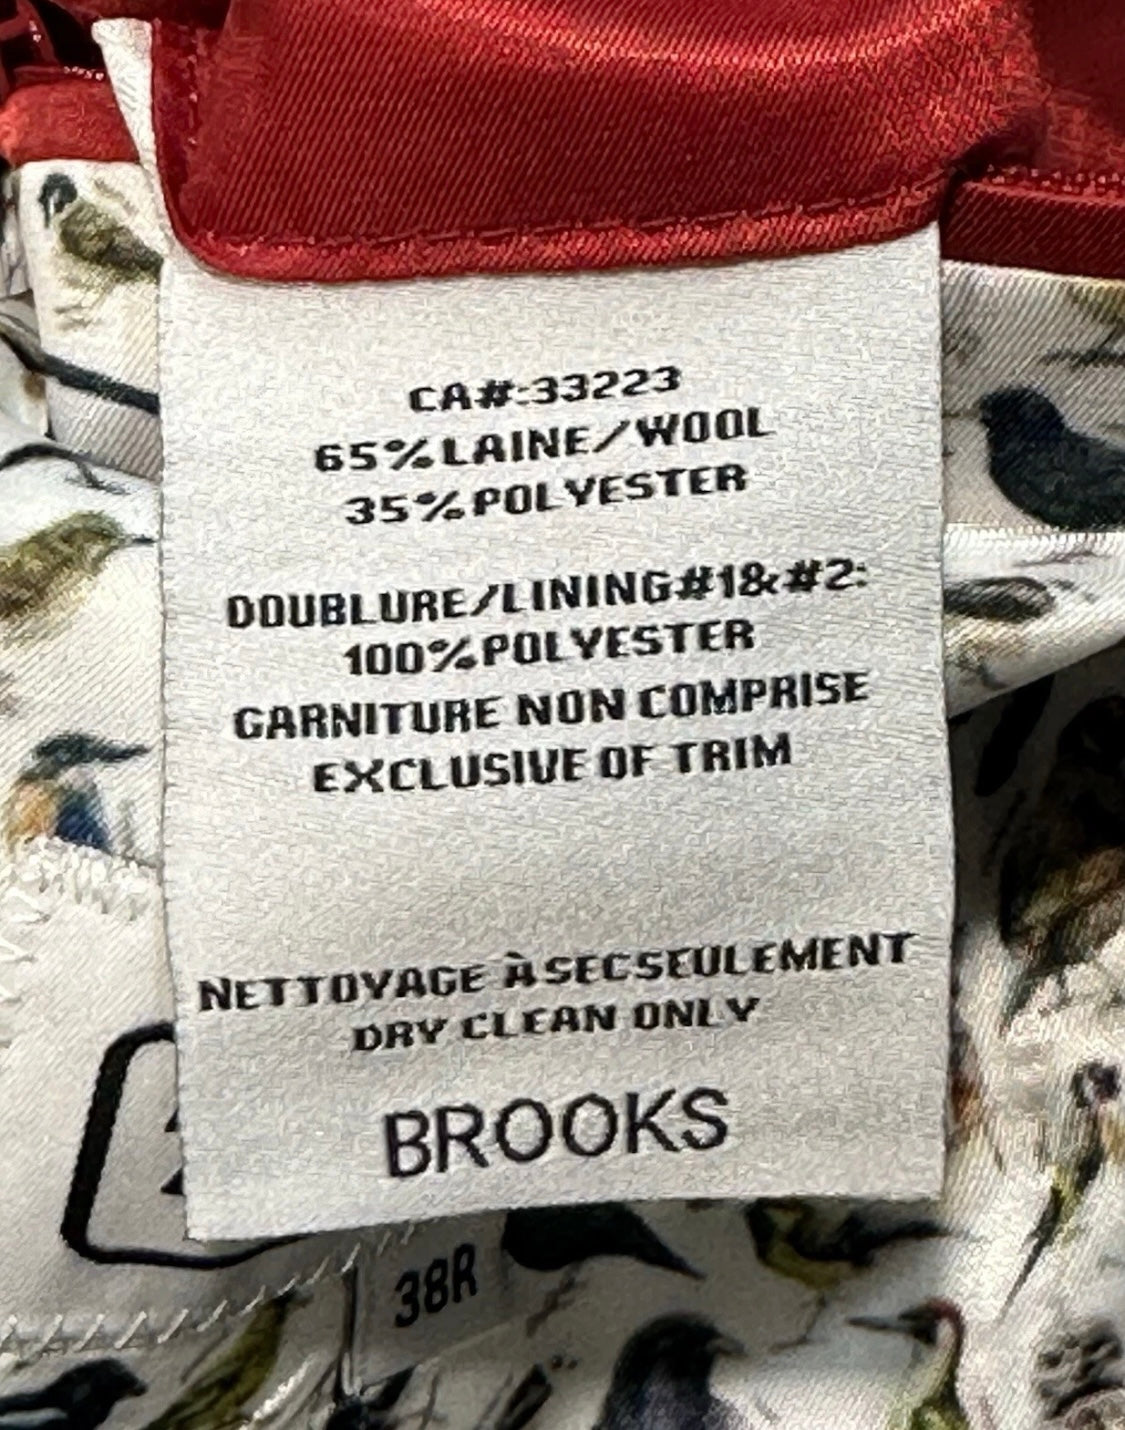 CA#:33223
65%LAINE/WOOL
35%POLYESTER
DOUBLURE/LINING#1&#2:
100%POLYESTER
GARNITURE NON COMPRISE
EXCLUSIVE OF TRIM
NETTOYAGE À SECSEULEMENT
DRY CLEAN ONLY
BROOKS
38R